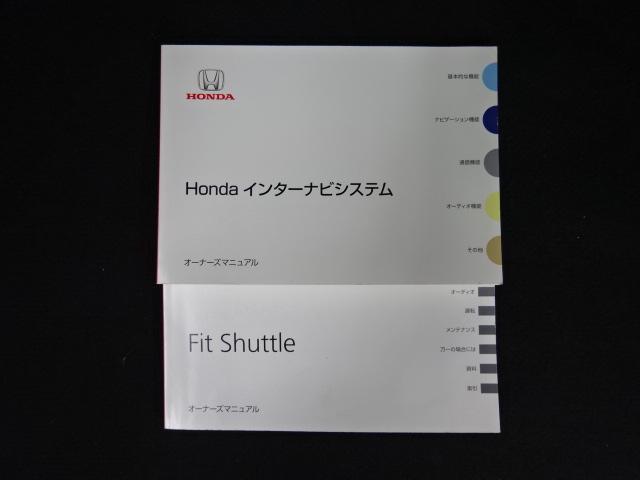 基本的な機能
HONDA
ナビゲーション機能
通信機能
Honda インターナビシステム
オーディオ機能
その他
オーナーズマニュアル
オーディオ
運転
メンテナンス
Fit Shuttle
万一の場合には
資料
索引
オーナーズマニュアル